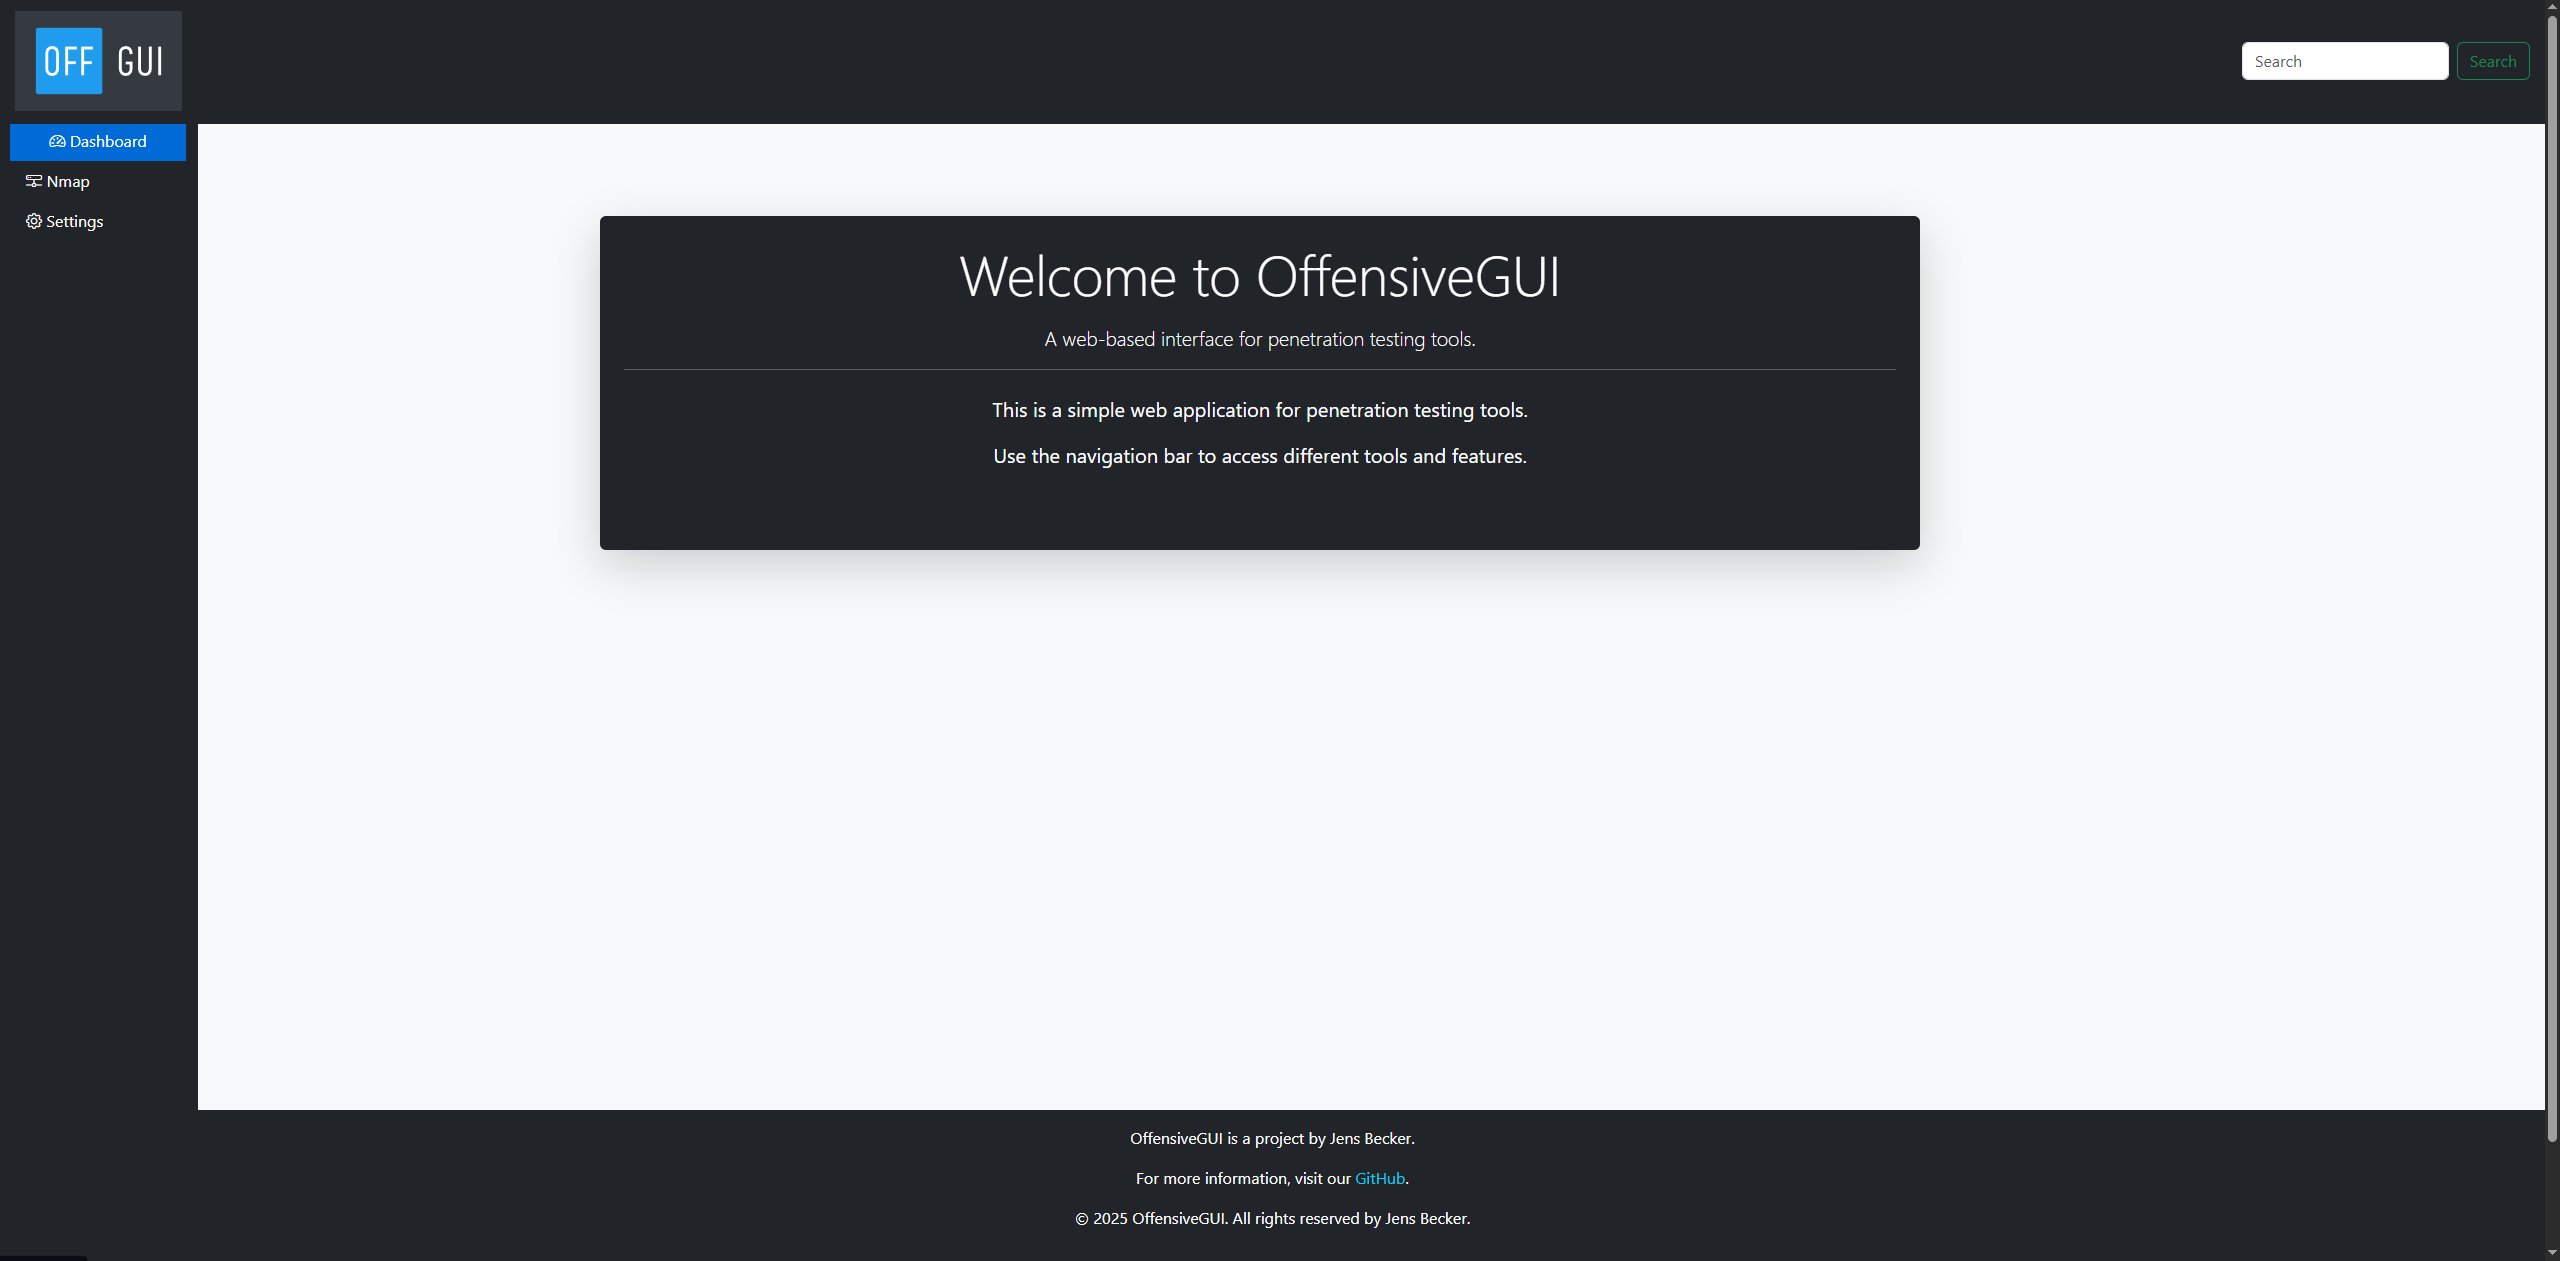 OFF GUI
Search Search
Dashboard
Nmap
Settings
Welcome to OffensiveGUI
A web-based interface for penetration testing tools.
This is a simple web application for penetration testing tools.
Use the navigation bar to access different tools and features.
OffensiveGUI is a project by Jens Becker.
For more information, visit our GitHub.
© 2025 OffensiveGUI. All rights reserved by Jens Becker.